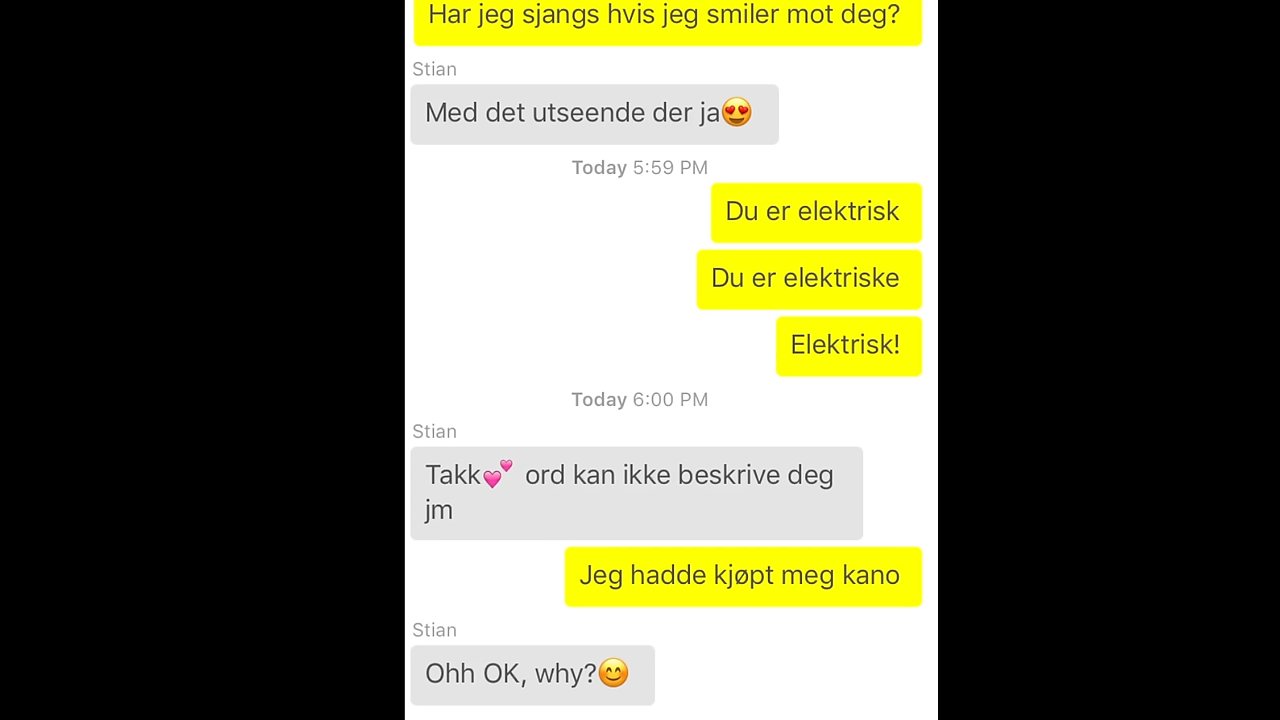 Har jeg sjangs hvis jeg smiler mot deg?
Stian
Med det utseende der ja😍
Today 5:59 PM
Du er elektrisk
Du er elektriske
Elektrisk!
Today 6:00 PM
Stian
Takk💕 ord kan ikke beskrive deg
jm
Jeg hadde kjøpt meg kano
Stian
Ohh OK, why?😊